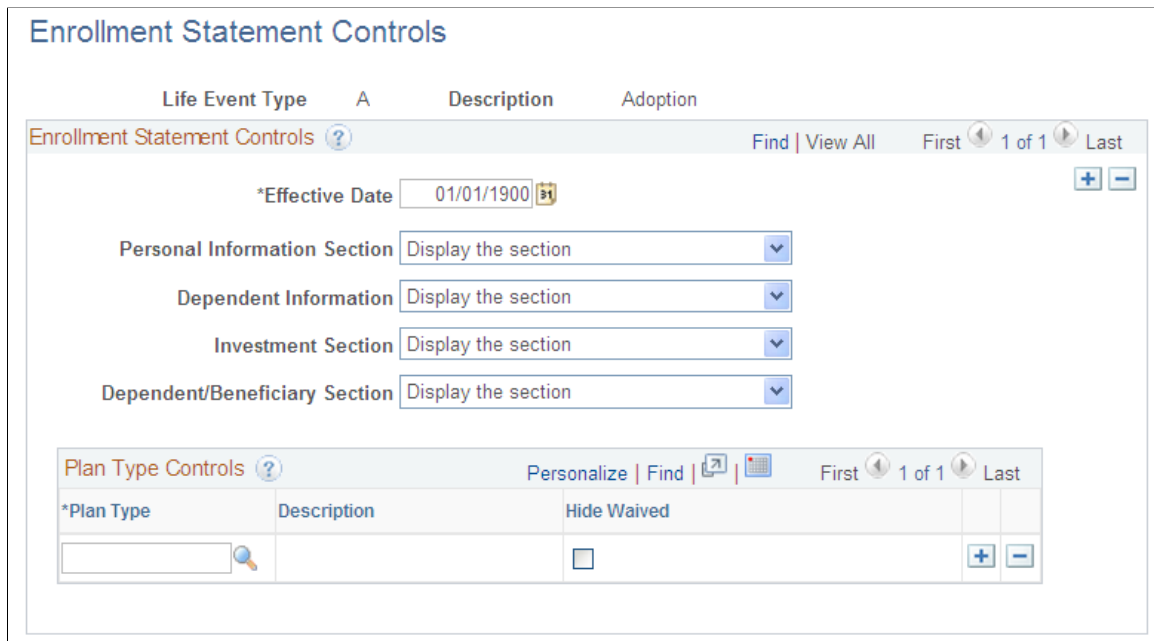 Enrollment Statement Controls
Life Event Type A Description Adoption
Enrollment Statement Controls ? Find | View All First 1 of 1 Last
*Effective Date 01/01/1900 31
Personal Information Section Display the section
Dependent Information Display the section
Investment Section Display the section
Dependent/Beneficiary Section Display the section
Plan Type Controls ? Personalize | Find | | First 1 of 1 Last
*Plan Type Description Hide Waived